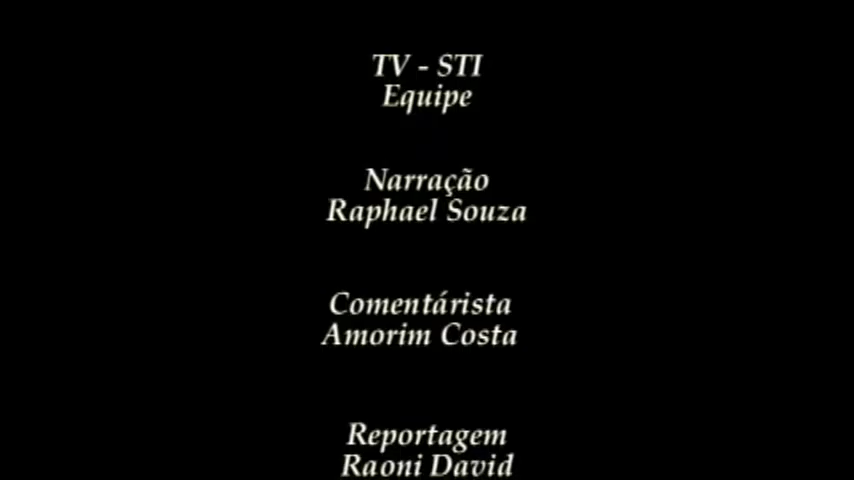 TV - STI
Equipe
Narração
Raphael Souza
Comentárista
Amorim Costa
Reportagem
Raoni David